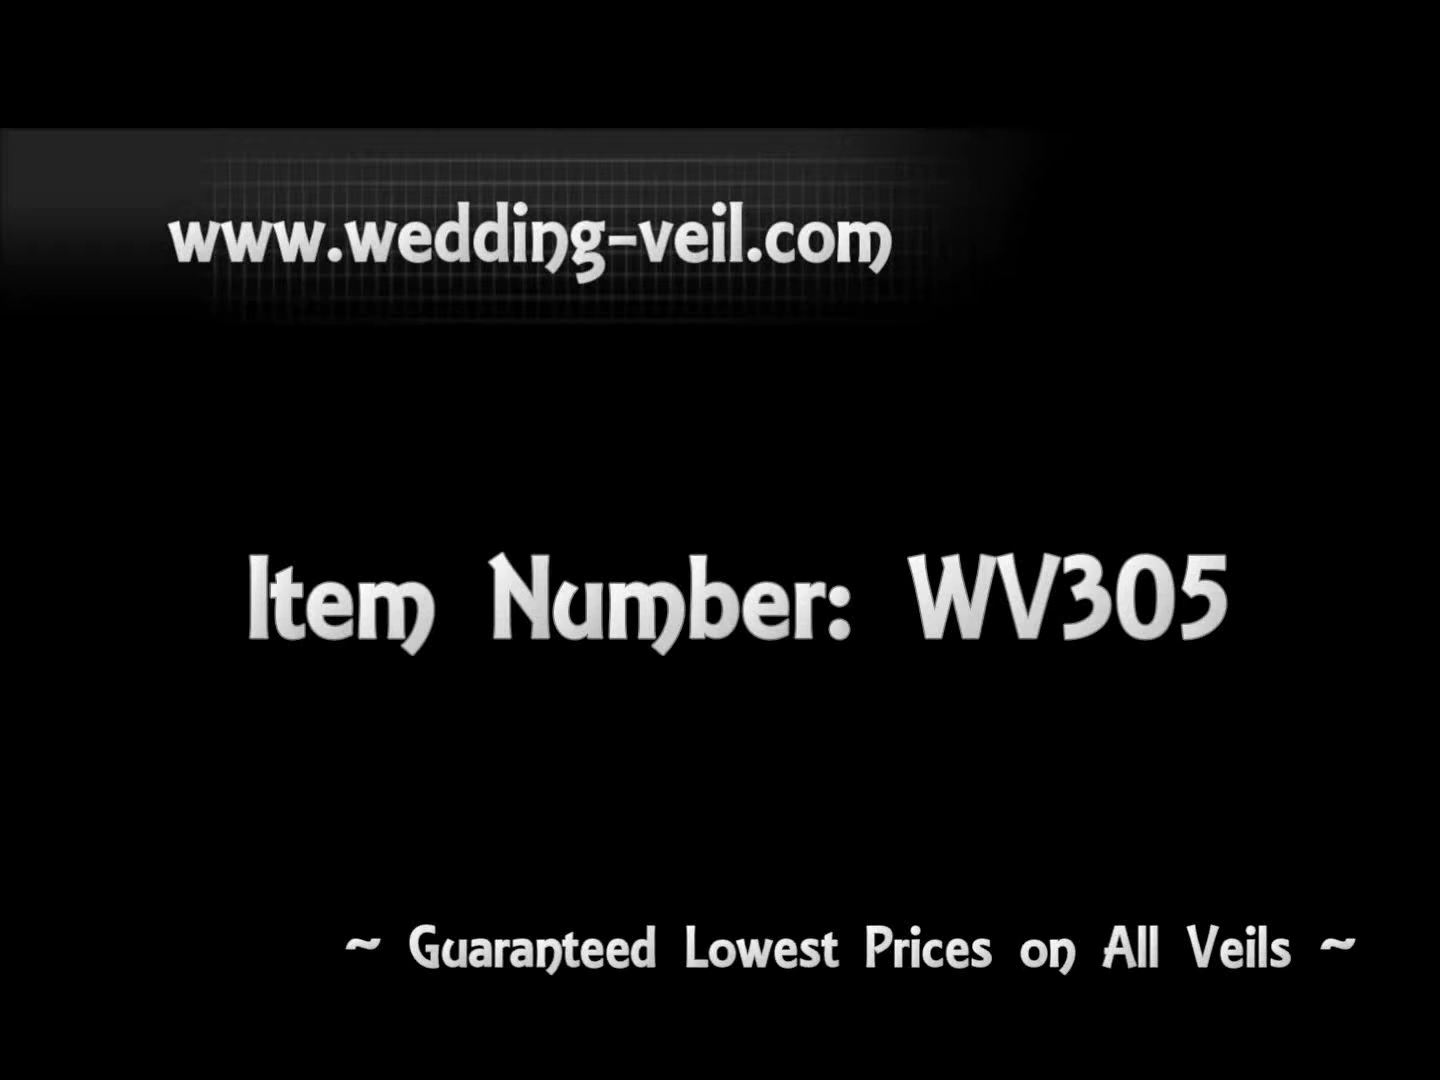 www.wedding-veil.com
Item Number: WV305
~ Guaranteed Lowest Prices on All Veils ~